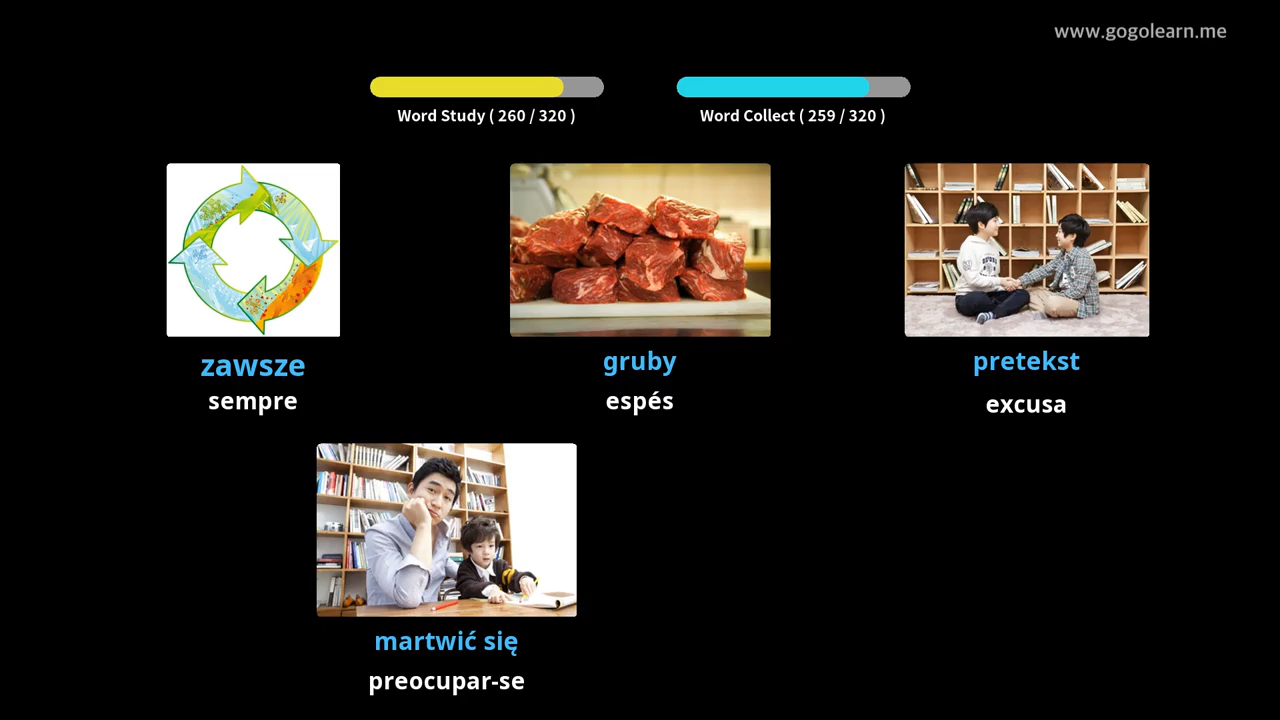 www.gogolearn.me
Word Study ( 260 / 320 )
Word Collect ( 259 / 320 )
zawsze
sempre
gruby
espés
pretekst
excusa
martwić się
preocupar-se